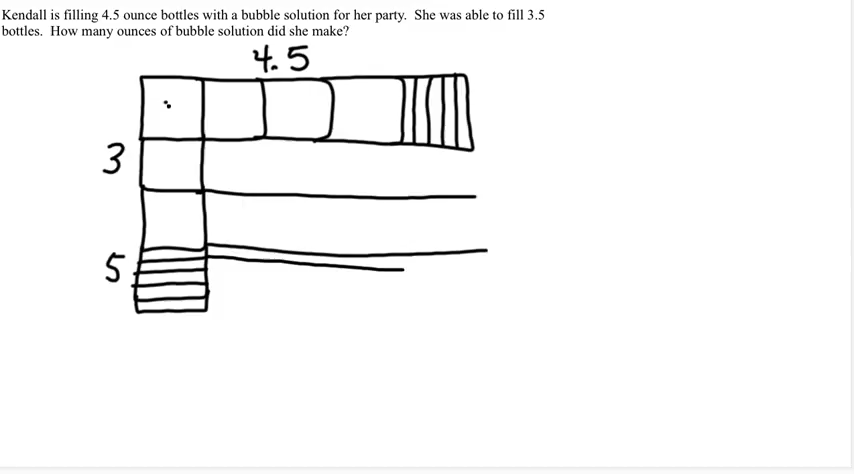 Kendall is filling 4.5 ounce bottles with a bubble solution for her party.  She was able to fill 3.5
bottles.  How many ounces of bubble solution did she make?
4.5
3
5